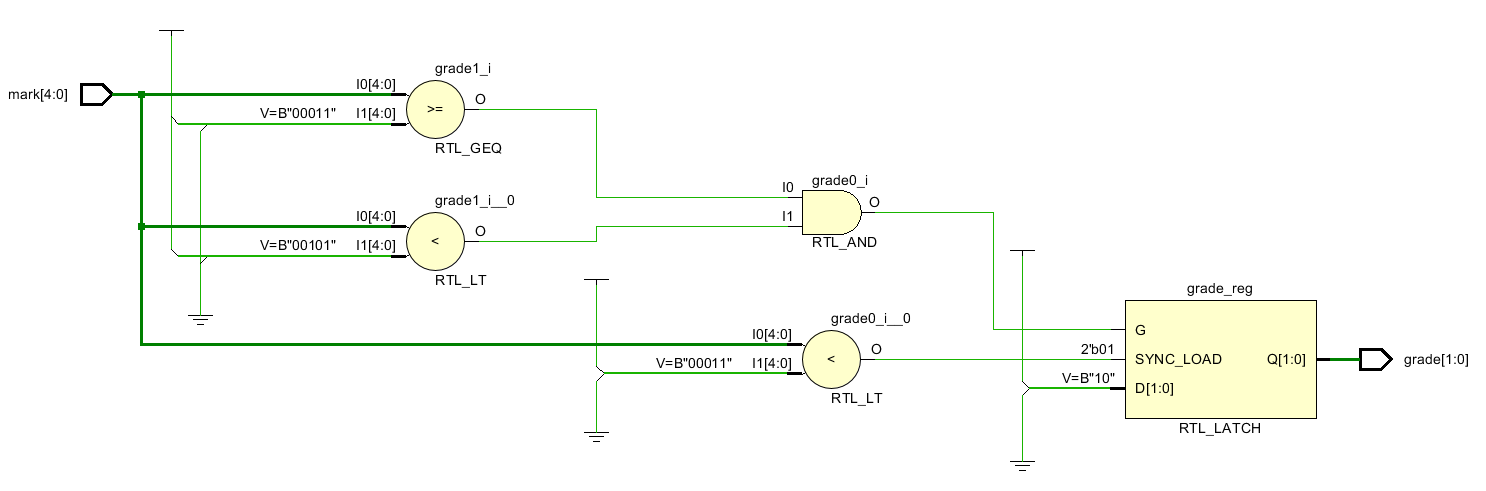 grade1_i
mark[4:0]
I0[4:0]
O
>=
V=B"00011"
I1[4:0]
RTL_GEQ
grade1_i__0
I0[4:0]
O
<
V=B"00101"
I1[4:0]
RTL_LT
grade0_i
I0
O
I1
RTL_AND
grade0_i__0
I0[4:0]
O
<
V=B"00011"
I1[4:0]
RTL_LT
grade_reg
G
2'b01
SYNC_LOAD
Q[1:0]
grade[1:0]
V=B"10"
D[1:0]
RTL_LATCH